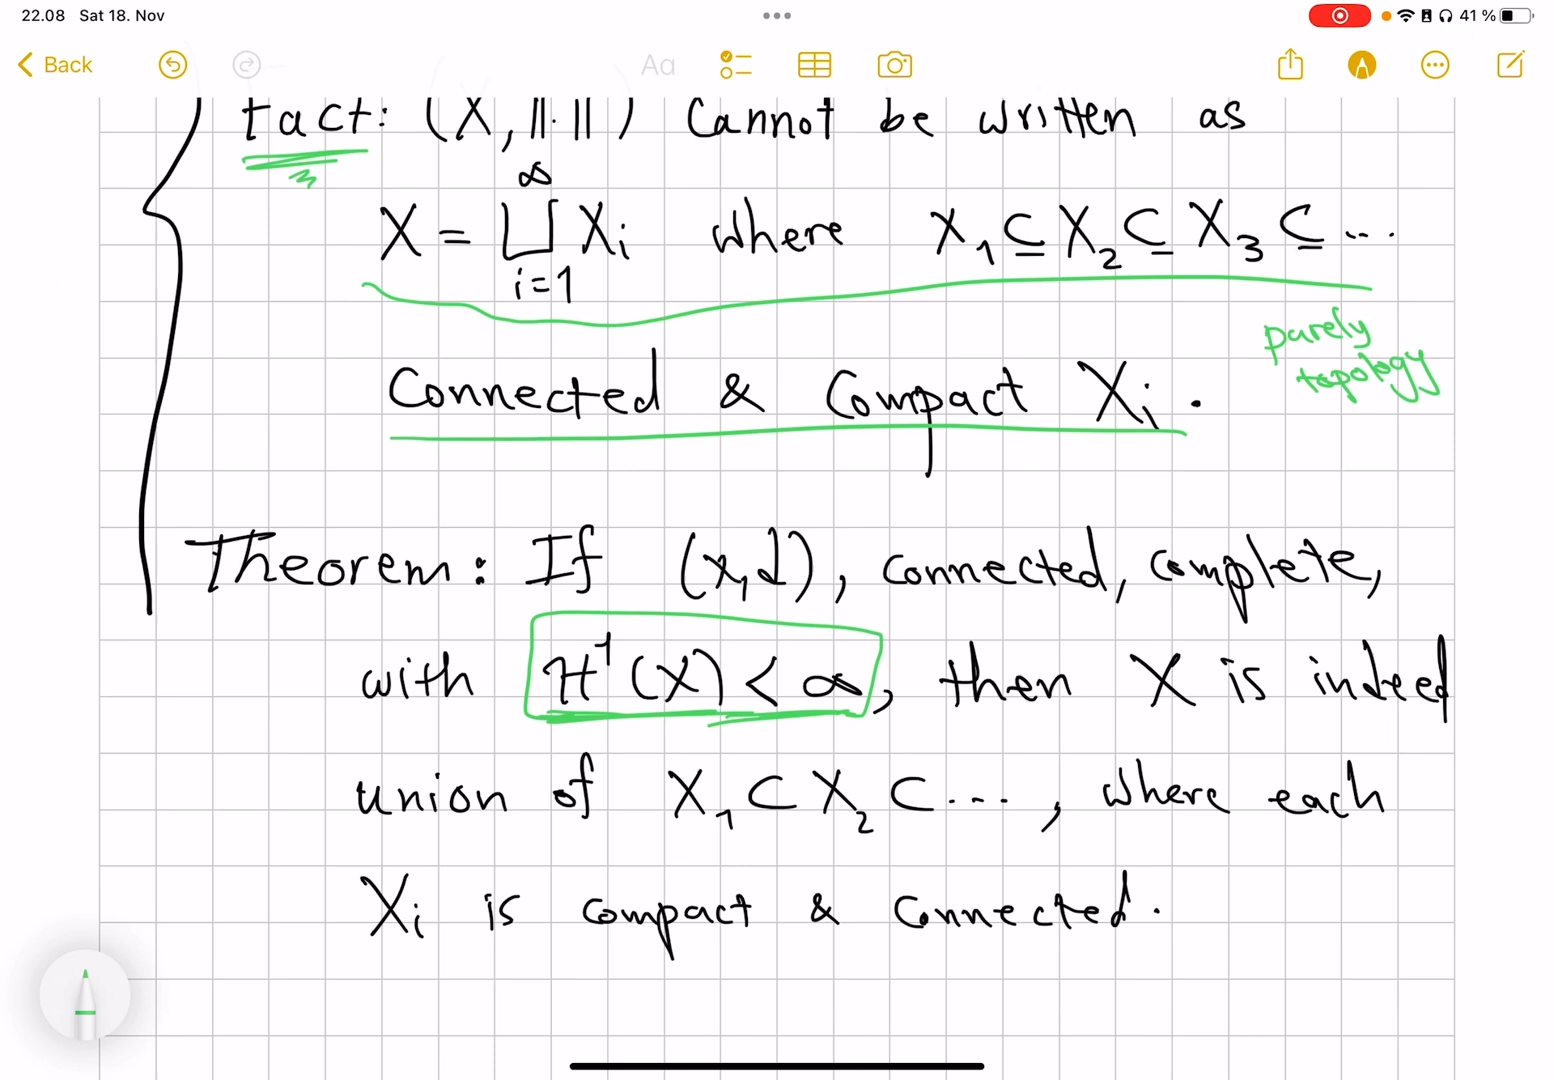 22.08 Sat 18. Nov
41 %
Back
Aa
Fact: (X, ||·||) Cannot be written as
X = ⋃_{i=1}^{∞} Xi where X₁ ⊆ X₂ ⊆ X₃ ⊆ ...
purely
topology
Connected & Compact Xi.
Theorem: If (X,d), connected, complete,
with H¹(X) < ∞, then X is indeed
union of X₁ ⊂ X₂ ⊂ ..., where each
Xi is compact & connected.